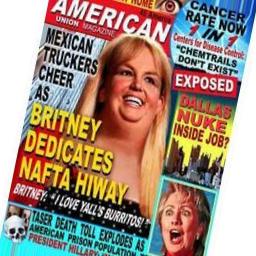 AMERICAN
UNION MAGAZINE
MEXICAN
TRUCKERS
CHEER
AS
BRITNEY
DEDICATES
NAFTA HIWAY
BRITNEY: "I LOVE YALL'S BURRITOS!"
TASER DEATH TOLL EXPLODES AS
AMERICAN PRISON POPULATION
PRESIDENT HILLARY
CANCER
RATE NOW
1 IN
Centers for Disease Control:
"CHEMTRAILS
DON'T EXIST"
EXPOSED
DALLAS
NUKE
INSIDE JOB?